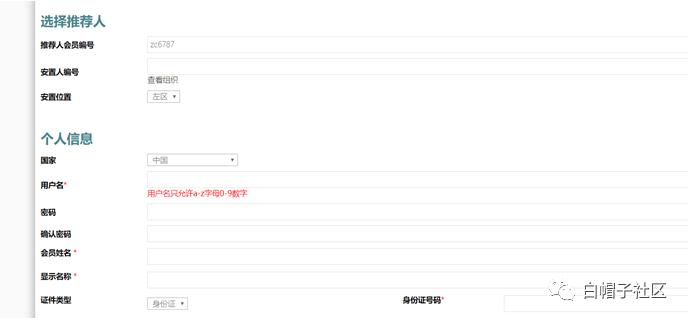 选择推荐人
推荐人会员编号 zc6787
安置人编号
查看组织
安置位置 左区
个人信息
国家 中国
用户名*
用户名只允许a-z字母0-9数字
密码
确认密码
会员姓名 *
显示名称 *
证件类型 身份证 身份证号码*
白帽子社区